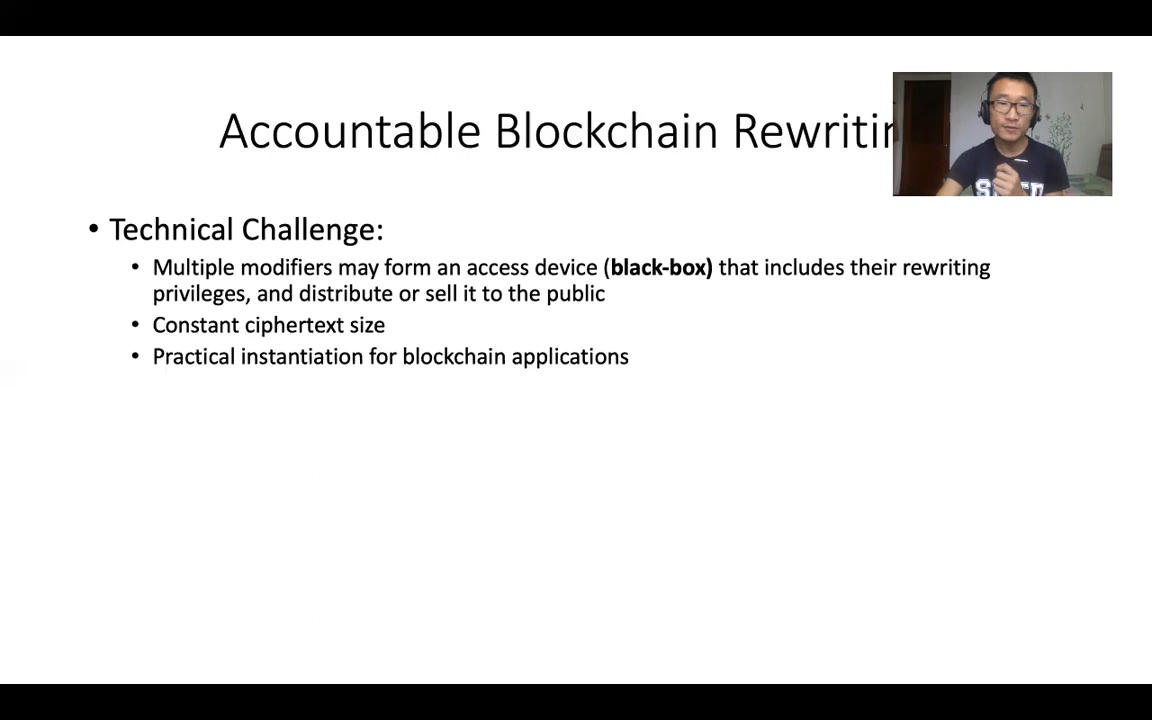 Accountable Blockchain
• Technical Challenge:
• Multiple modifiers may form an access device (black-box) that includes their rewriting
privileges, and distribute or sell it to the public
• Constant ciphertext size
• Practical instantiation for blockchain applications